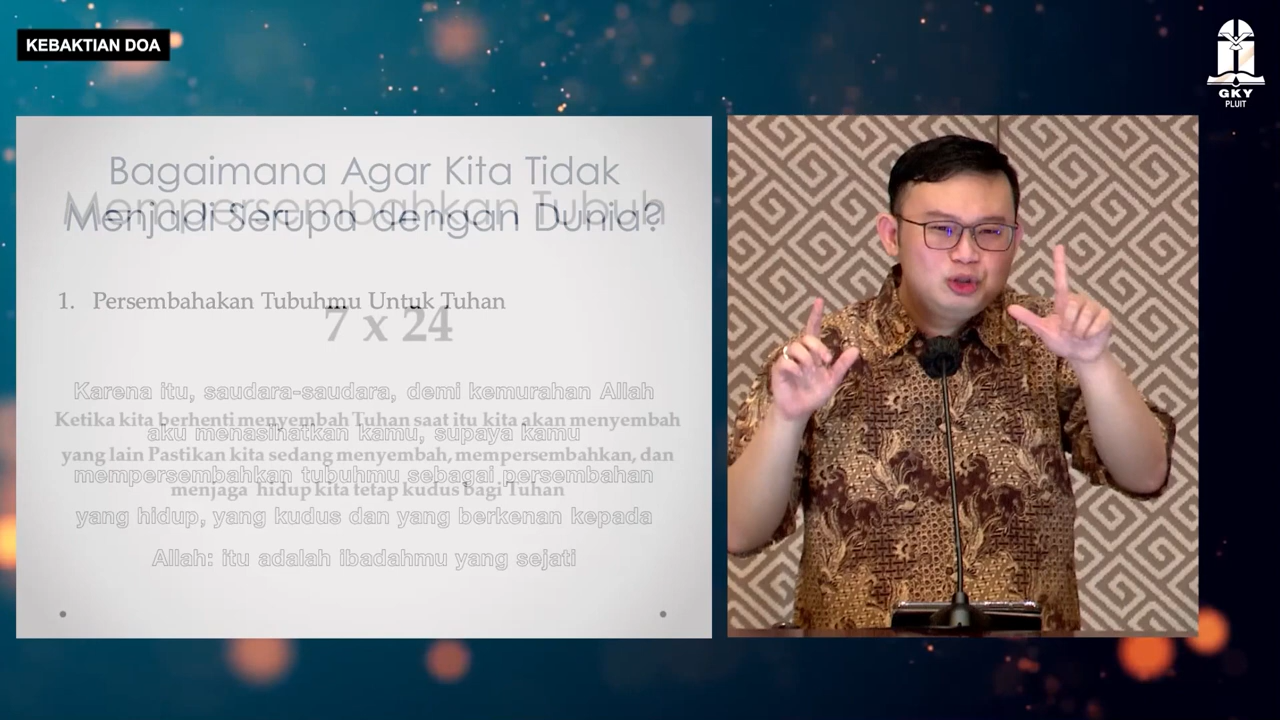 KEBAKTIAN DOA
GKY
PLUIT
Bagaimana Agar Kita Tidak
Menjadi Serupa dengan Dunia?
Mempersembahkan Tubuh
1. Persembahakan Tubuhmu Untuk Tuhan
7 x 24
Karena itu, saudara-saudara, demi kemurahan Allah
aku menasihatkan kamu, supaya kamu
mempersembahkan tubuhmu sebagai persembahan
yang hidup, yang kudus dan yang berkenan kepada
Allah: itu adalah ibadahmu yang sejati
Ketika kita berhenti menyembah Tuhan saat itu kita akan menyembah
yang lain Pastikan kita sedang menyembah, mempersembahkan, dan
menjaga hidup kita tetap kudus bagi Tuhan